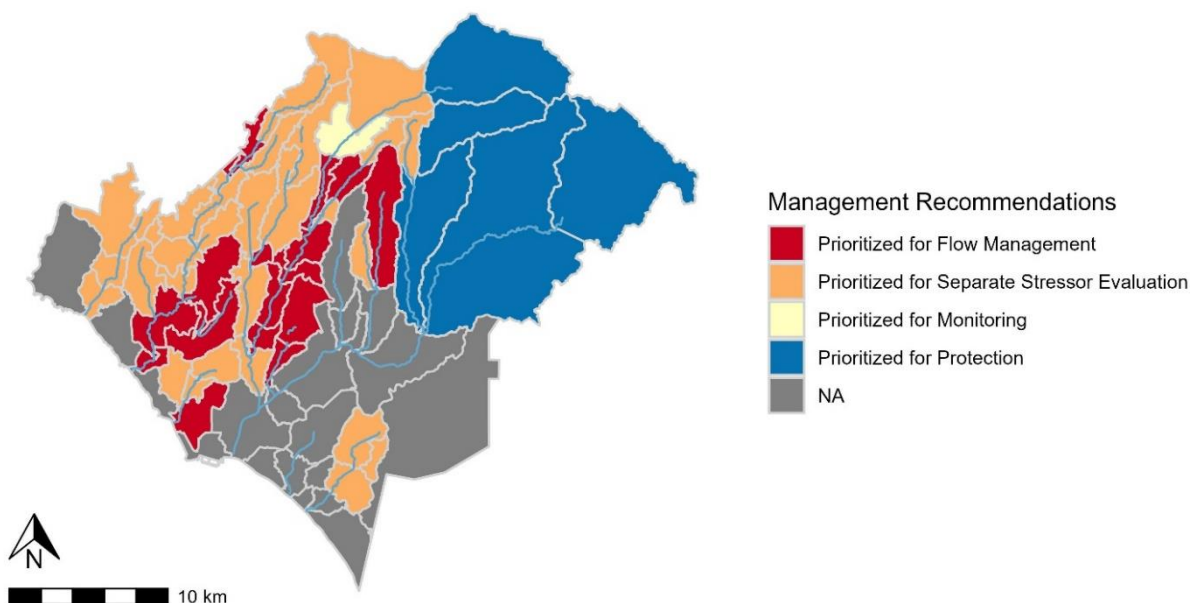 Management Recommendations
Prioritized for Flow Management
Prioritized for Separate Stressor Evaluation
Prioritized for Monitoring
Prioritized for Protection
NA
N
10 km